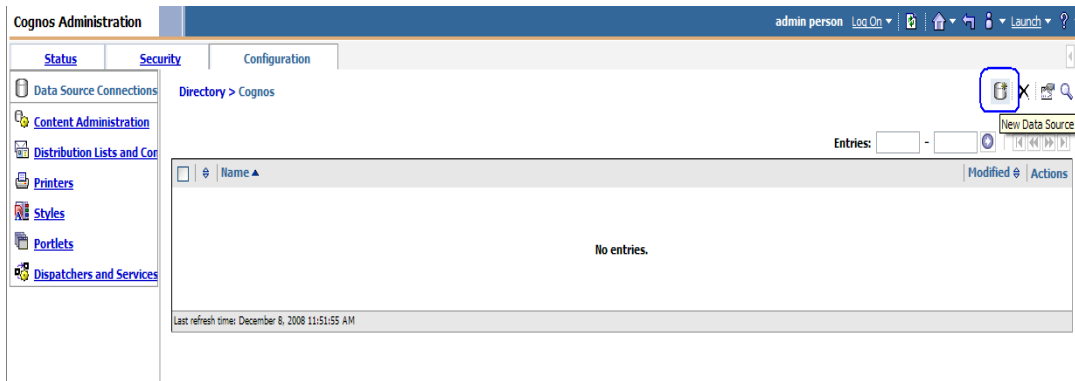 Cognos Administration
admin person Log On Launch ?
Status Security Configuration
Data Source Connections
Directory > Cognos
Content Administration
New Data Source
Distribution Lists and Con
Entries: -
Printers
Name Modified Actions
Styles
Portlets
No entries.
Dispatchers and Services
Last refresh time: December 8, 2008 11:51:55 AM